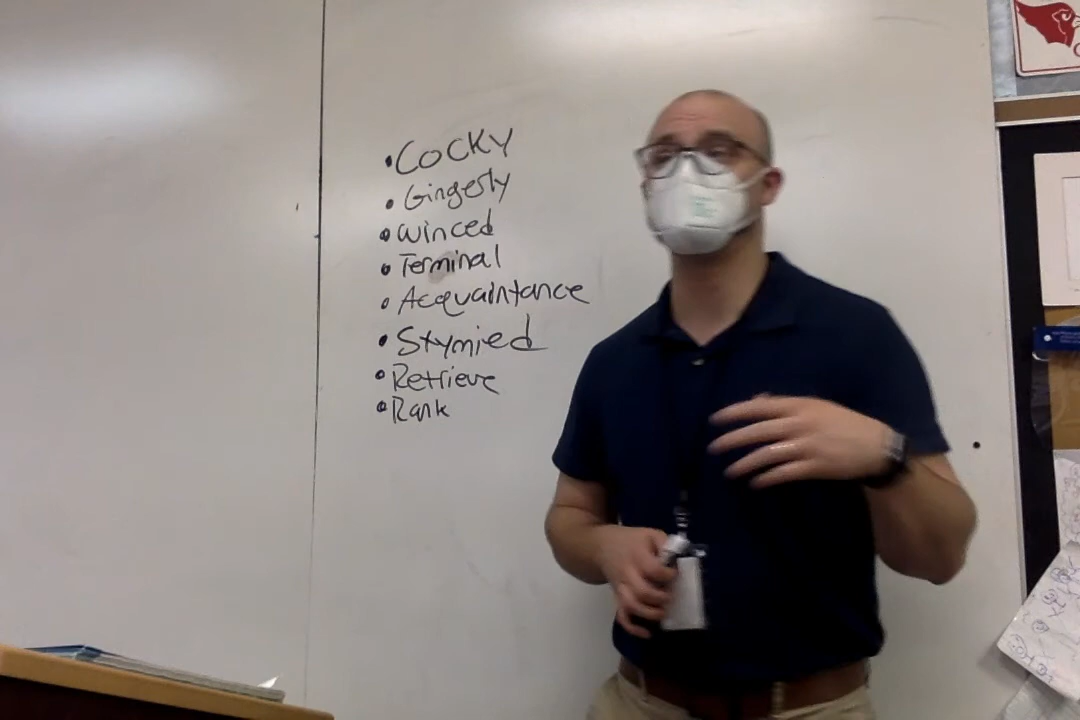 • Cocky
• Gingerly
• Winced
• Terminal
• Acquaintance
• Stymied
• Retrieve
• Rank